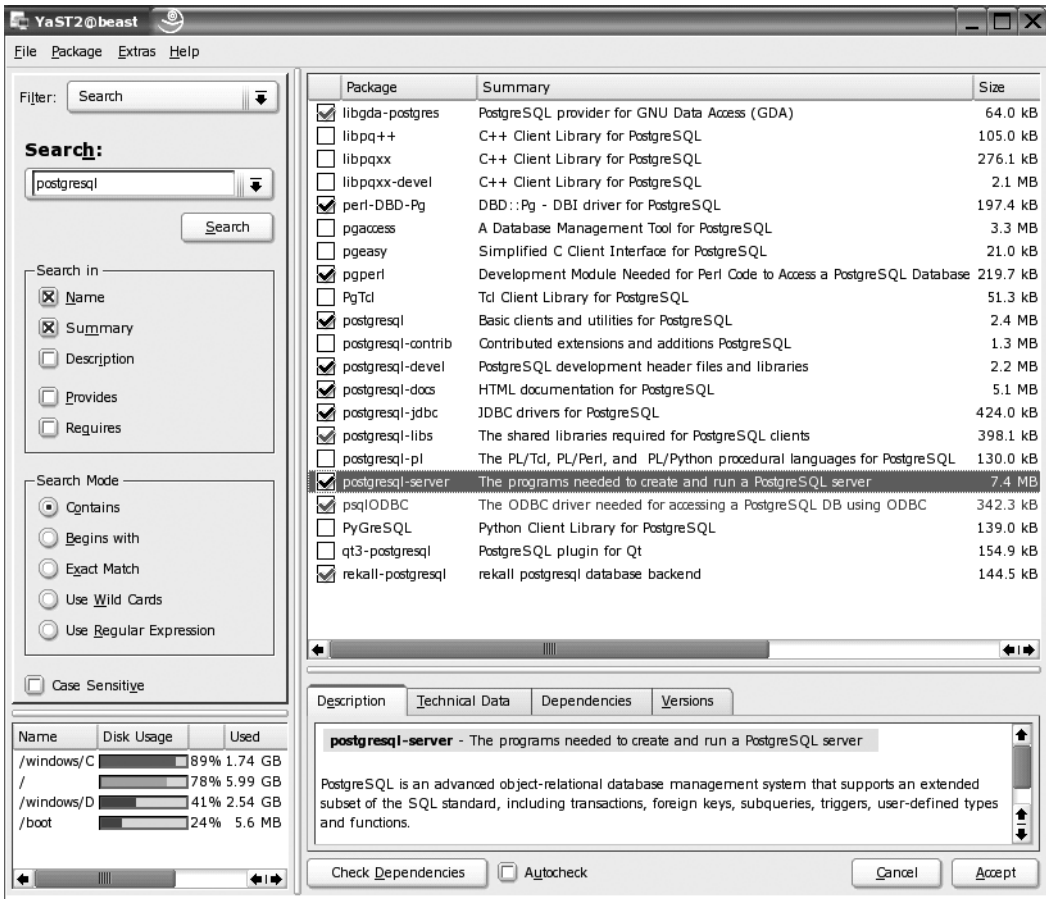 YaST2@beast
File Package Extras Help
Filter: Search
Search:
postgresql
Search
Search in
Name
Summary
Description
Provides
Requires
Search Mode
Contains
Begins with
Exact Match
Use Wild Cards
Use Regular Expression
Case Sensitive
Name Disk Usage Used
/windows/C 89% 1.74 GB
/ 78% 5.99 GB
/windows/D 41% 2.54 GB
/boot 24% 5.6 MB
Package Summary Size
libgda-postgres PostgreSQL provider for GNU Data Access (GDA) 64.0 kB
libpq++ C++ Client Library for PostgreSQL 105.0 kB
libpqxx C++ Client Library for PostgreSQL 276.1 kB
libpqxx-devel C++ Client Library for PostgreSQL 2.1 MB
perl-DBD-Pg DBD::Pg - DBI driver for PostgreSQL 197.4 kB
pgaccess A Database Management Tool for PostgreSQL 3.3 MB
pgeasy Simplified C Client Interface for PostgreSQL 21.0 kB
pgperl Development Module Needed for Perl Code to Access a PostgreSQL Database 219.7 kB
PgTcl Tcl Client Library for PostgreSQL 51.3 kB
postgresql Basic clients and utilities for PostgreSQL 2.4 MB
postgresql-contrib Contributed extensions and additions PostgreSQL 1.3 MB
postgresql-devel PostgreSQL development header files and libraries 2.2 MB
postgresql-docs HTML documentation for PostgreSQL 5.1 MB
postgresql-jdbc JDBC drivers for PostgreSQL 424.0 kB
postgresql-libs The shared libraries required for PostgreSQL clients 398.1 kB
postgresql-pl The PL/Tcl, PL/Perl, and PL/Python procedural languages for PostgreSQL 130.0 kB
postgresql-server The programs needed to create and run a PostgreSQL server 7.4 MB
psqlODBC The ODBC driver needed for accessing a PostgreSQL DB using ODBC 342.3 kB
PyGreSQL Python Client Library for PostgreSQL 139.0 kB
qt3-postgresql PostgreSQL plugin for Qt 154.9 kB
rekall-postgresql rekall postgresql database backend 144.5 kB
Description Technical Data Dependencies Versions
postgresql-server - The programs needed to create and run a PostgreSQL server
PostgreSQL is an advanced object-relational database management system that supports an extended
subset of the SQL standard, including transactions, foreign keys, subqueries, triggers, user-defined types
and functions.
Check Dependencies Autocheck Cancel Accept